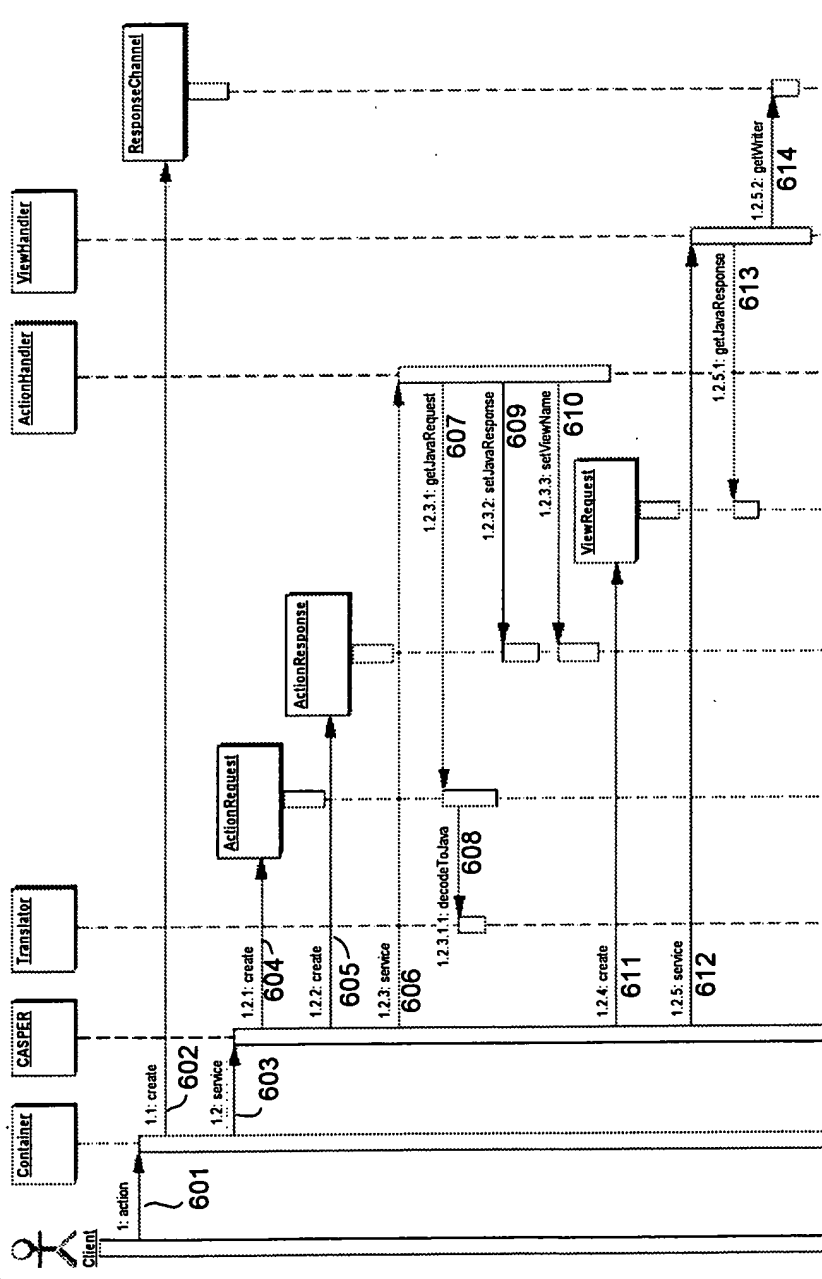 Client
Container
CASPER
Translator
ActionHandler
ViewHandler
1: action
601
1.1: create
602
ResponseChannel
1.2: service
603
1.2.1: create
604
ActionRequest
1.2.2: create
605
ActionResponse
1.2.3: service
606
1.2.3.1: getJavaRequest
607
1.2.3.1.1: decodeToJava
608
1.2.3.2: setJavaResponse
609
1.2.3.3: setViewName
610
1.2.4: create
611
ViewRequest
1.2.5: service
612
1.2.5.1: getJavaResponse
613
1.2.5.2: getWriter
614